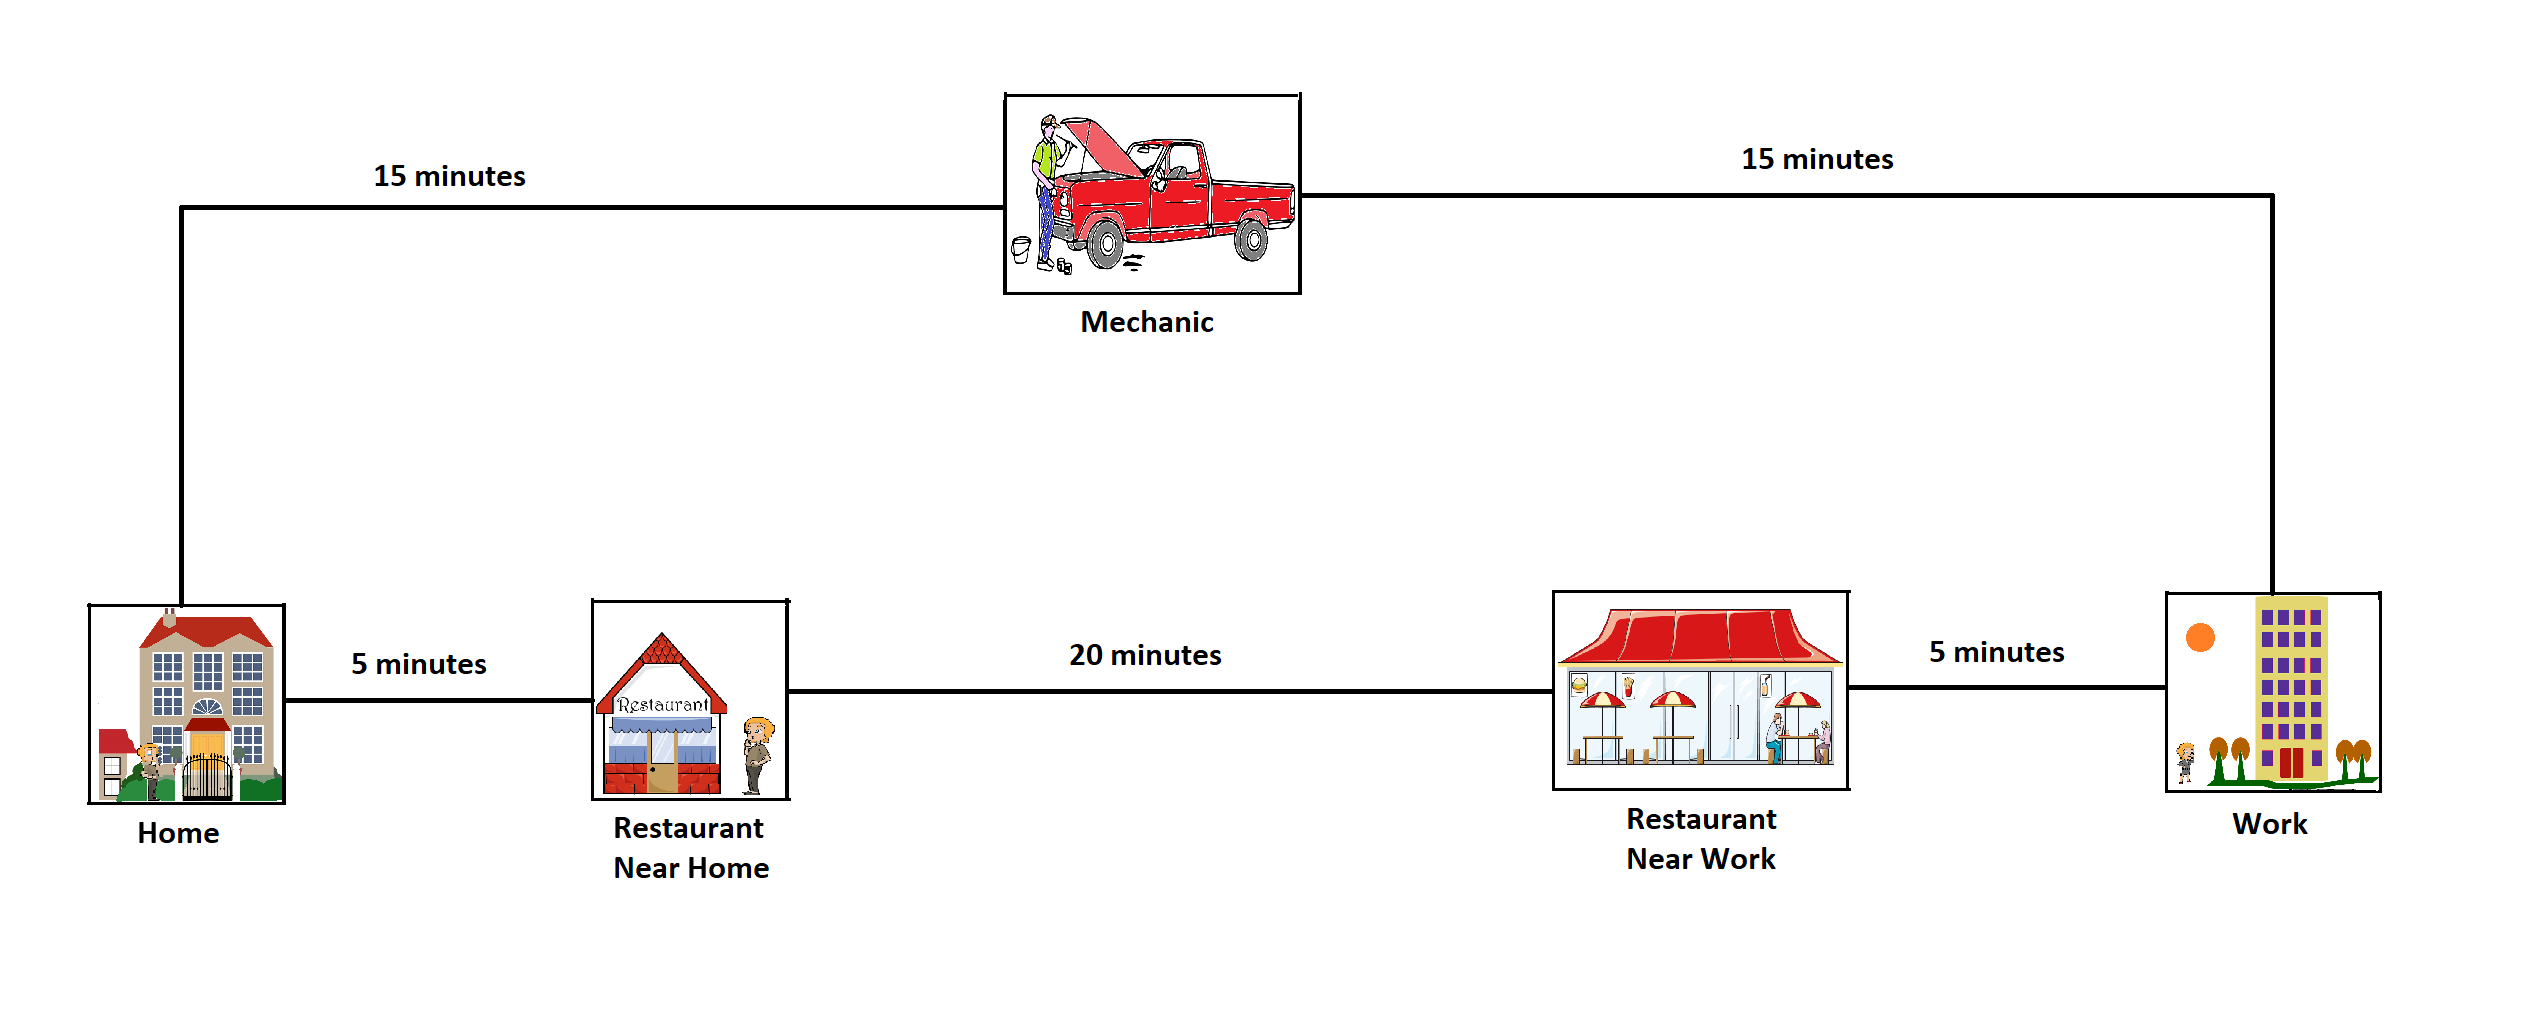 15 minutes
15 minutes
Mechanic
5 minutes
20 minutes
5 minutes
Restaurant
Home
Restaurant
Near Home
Restaurant
Near Work
Work